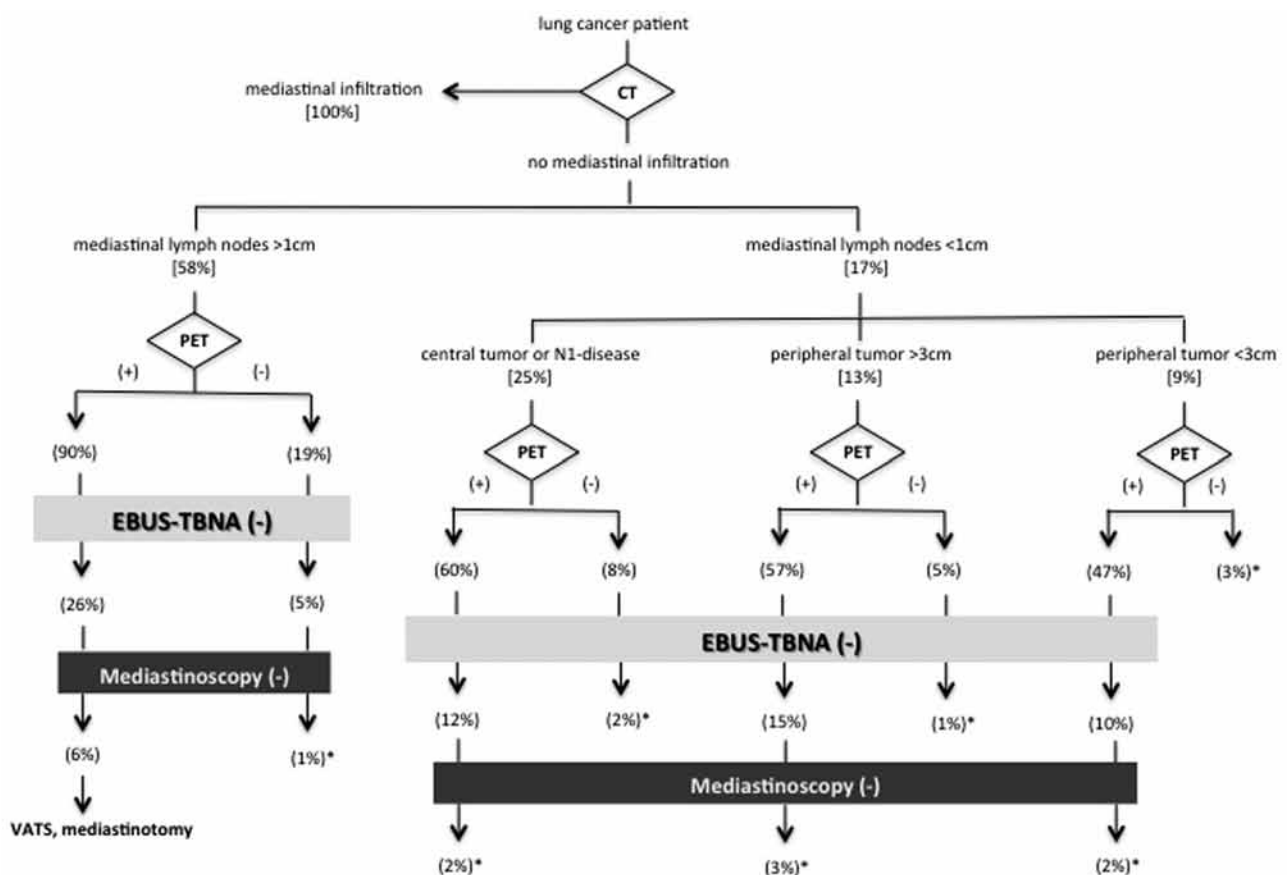 lung cancer patient
CT
mediastinal infiltration
[100%]
no mediastinal infiltration
mediastinal lymph nodes >1cm
[58%]
mediastinal lymph nodes <1cm
[17%]
PET
(+) (-)
(90%) (19%)
EBUS-TBNA (-)
(26%) (5%)
Mediastinoscopy (-)
(6%) (1%)*
VATS, mediastinotomy
central tumor or N1-disease
[25%]
peripheral tumor >3cm
[13%]
peripheral tumor <3cm
[9%]
PET PET PET
(+) (-) (+) (-) (+) (-)
(60%) (8%) (57%) (5%) (47%) (3%)*
EBUS-TBNA (-)
(12%) (2%)* (15%) (1%)* (10%)
Mediastinoscopy (-)
(2%)* (3%)* (2%)*